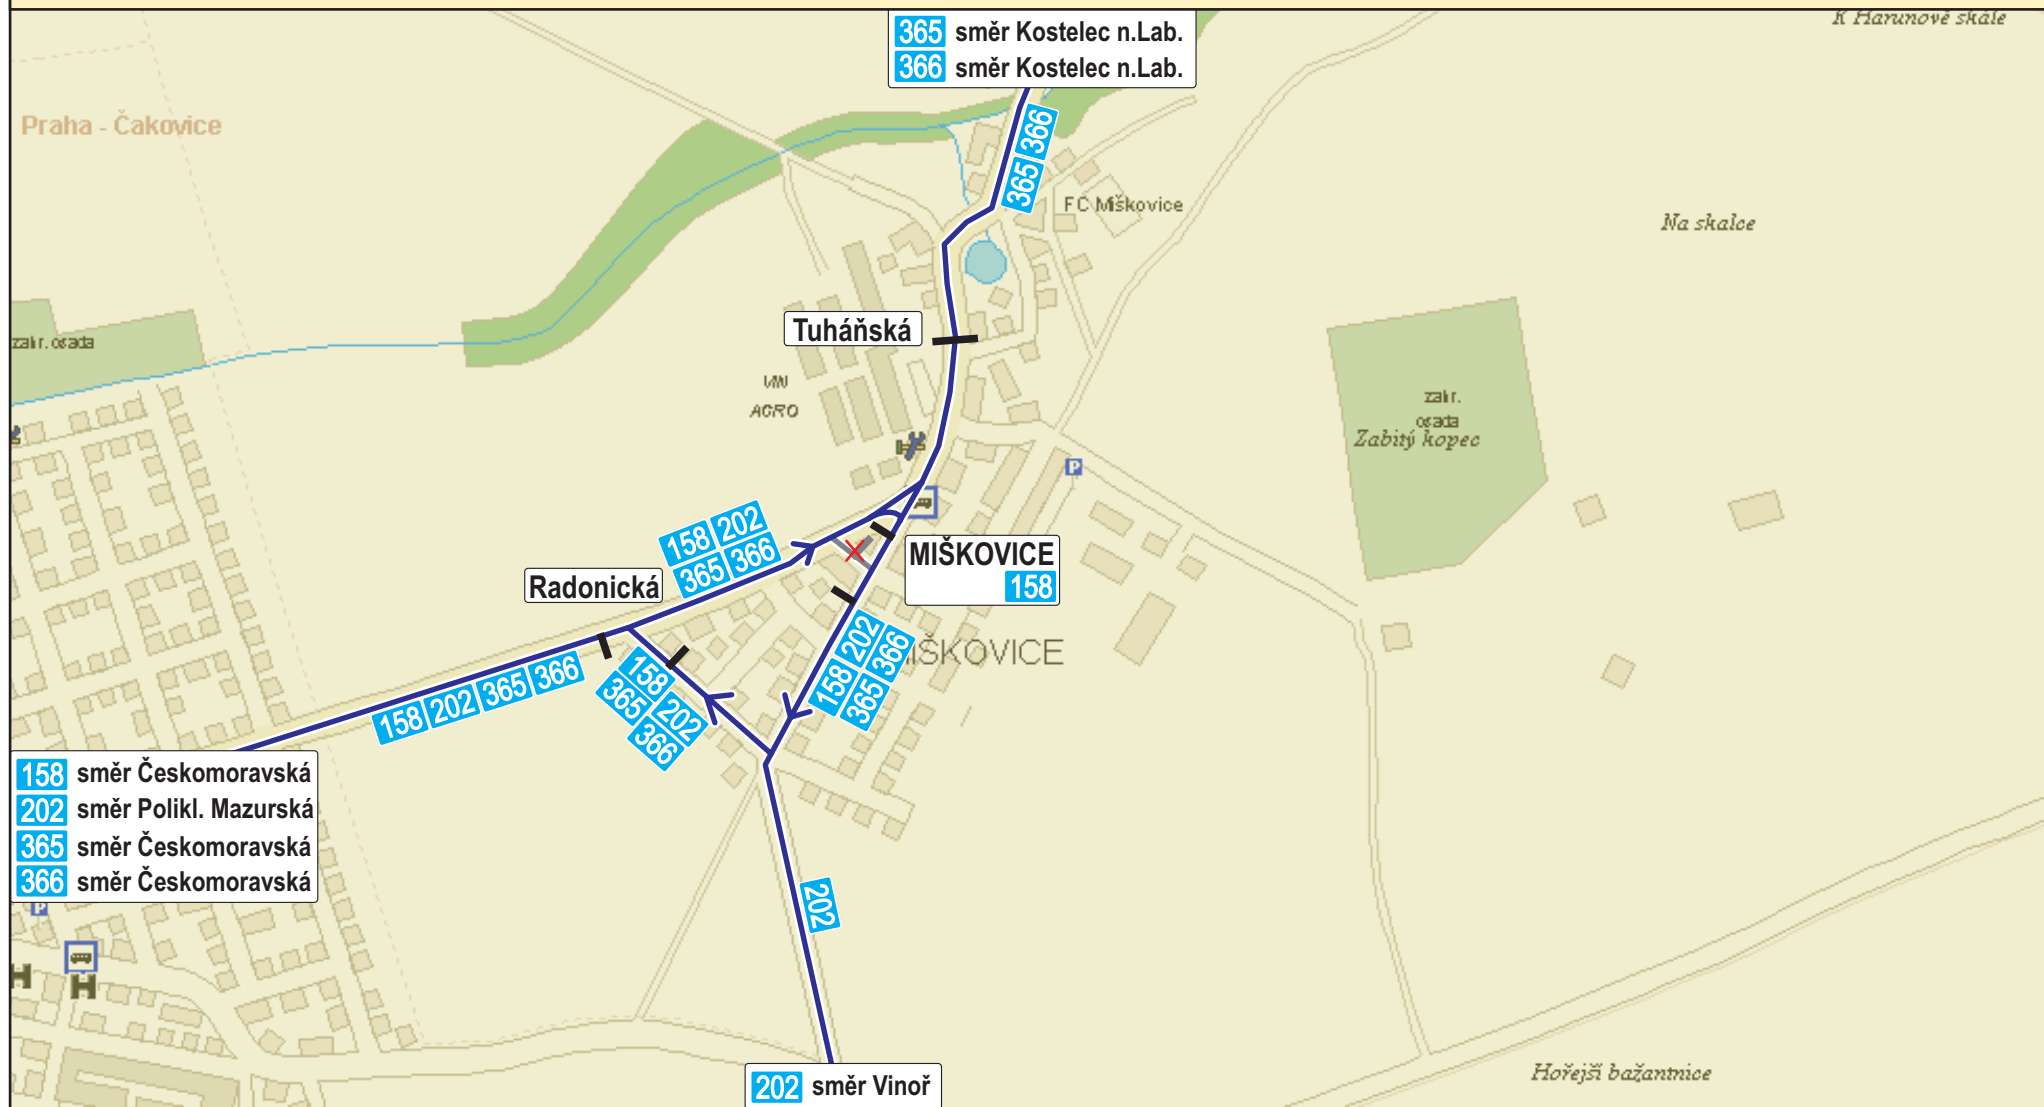 365 směr Kostelec n.Lab.
366 směr Kostelec n.Lab.
K Harunově skále
Praha - Čakovice
365 366
FC Miškovice
Na skalce
Tuháňská
zahr. osada
VIN
AGRO
zahr.
osada
Zabitý kopec
P
158 202
365 366
MIŠKOVICE
158
Radonická
158 202
365 366
IŠKOVICE
158 202
365
366
158 202 365 366
158 směr Českomoravská
202 směr Polikl. Mazurská
365 směr Českomoravská
366 směr Českomoravská
202
P
H
H
202 směr Vinoř
Hořejší bažantnice